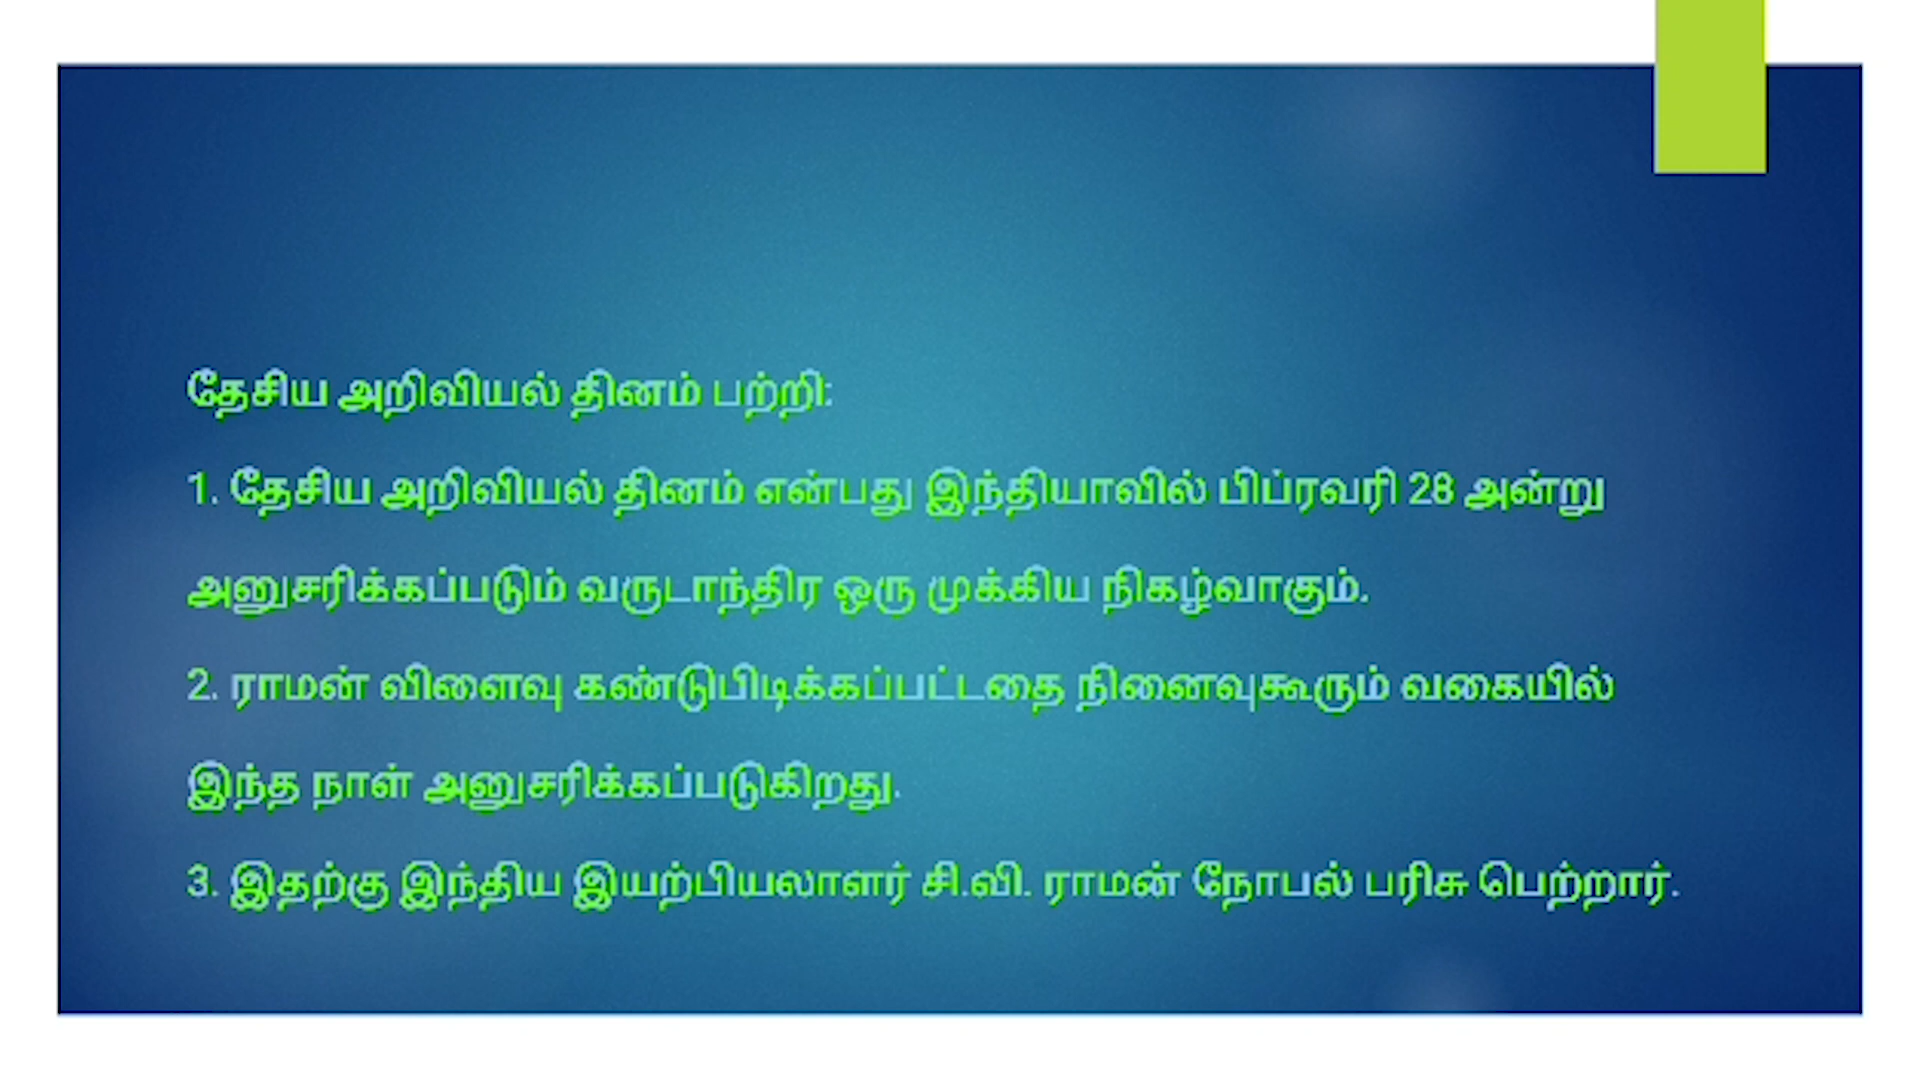 தேசிய அறிவியல் தினம் பற்றி:
1. தேசிய அறிவியல் தினம் என்பது இந்தியாவில் பிப்ரவரி 28 அன்று
அனுசரிக்கப்படும் வருடாந்திர ஒரு முக்கிய நிகழ்வாகும்.
2. ராமன் விளைவு கண்டுபிடிக்கப்பட்டதை நினைவுகூரும் வகையில்
இந்த நாள் அனுசரிக்கப்படுகிறது.
3. இதற்கு இந்திய இயற்பியலாளர் சி.வி. ராமன் நோபல் பரிசு பெற்றார்.